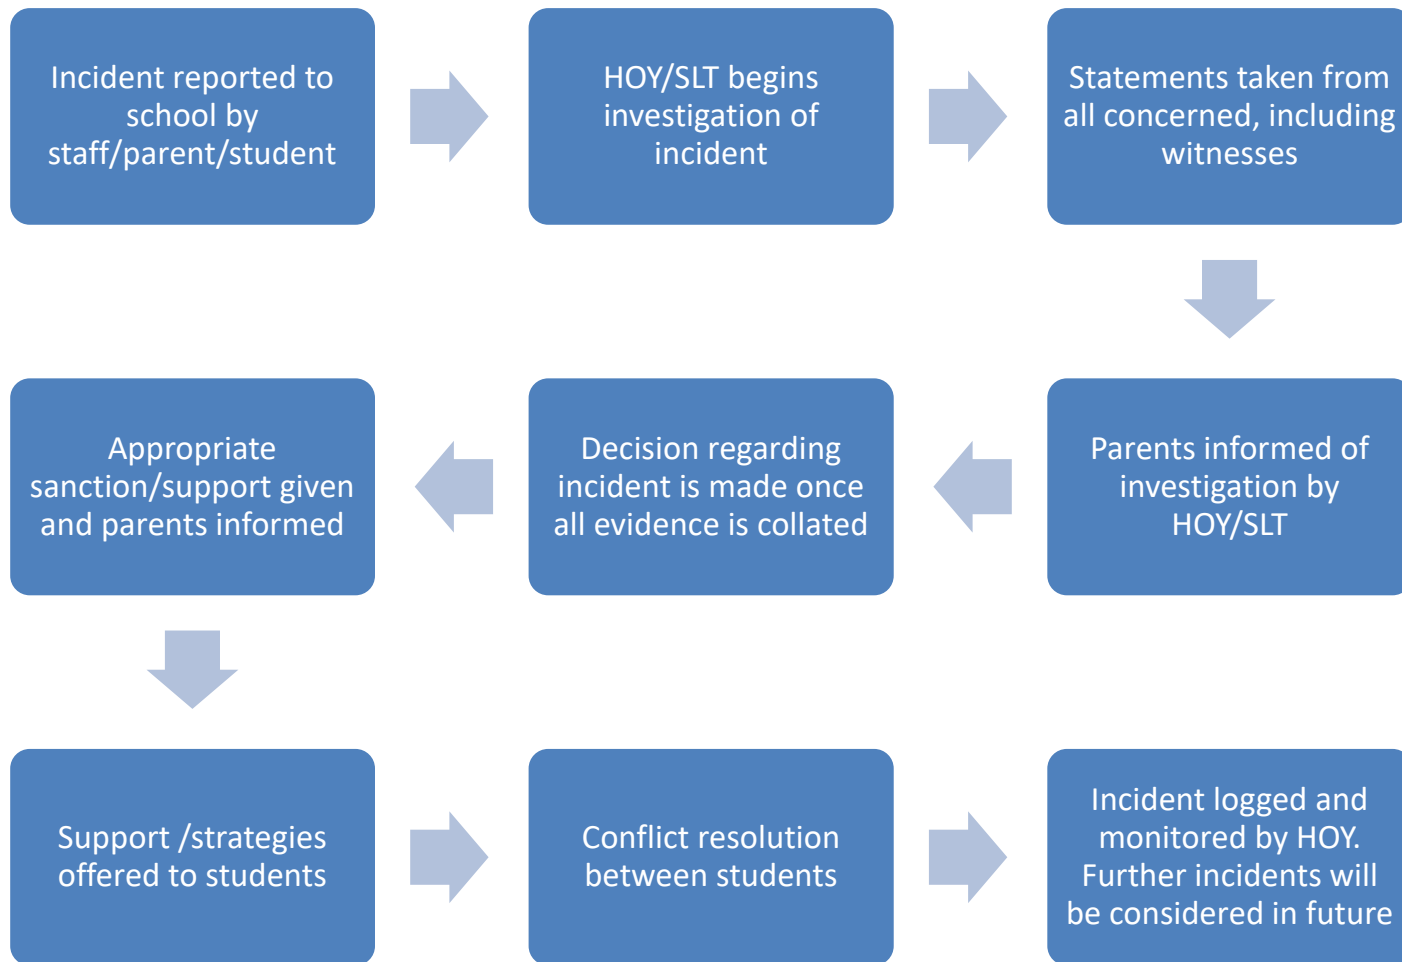 Incident reported to
school by
staff/parent/student
HOY/SLT begins
investigation of
incident
Statements taken from
all concerned, including
witnesses
Parents informed of
investigation by
HOY/SLT
Decision regarding
incident is made once
all evidence is collated
Appropriate
sanction/support given
and parents informed
Support /strategies
offered to students
Conflict resolution
between students
Incident logged and
monitored by HOY.
Further incidents will
be considered in future